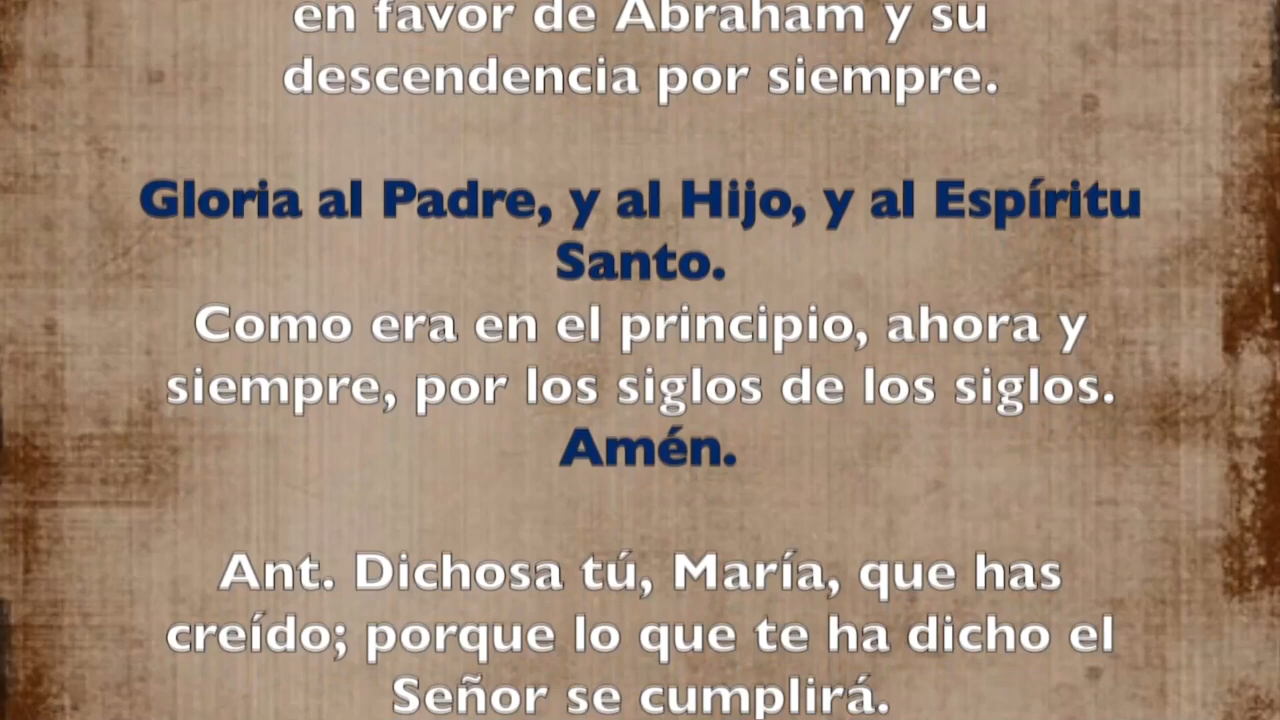 en favor de Abraham y su
descendencia por siempre.
Gloria al Padre, y al Hijo, y al Espíritu
Santo.
Como era en el principio, ahora y
siempre, por los siglos de los siglos.
Amén.
Ant. Dichosa tú, María, que has
creído; porque lo que te ha dicho el
Señor se cumplirá.